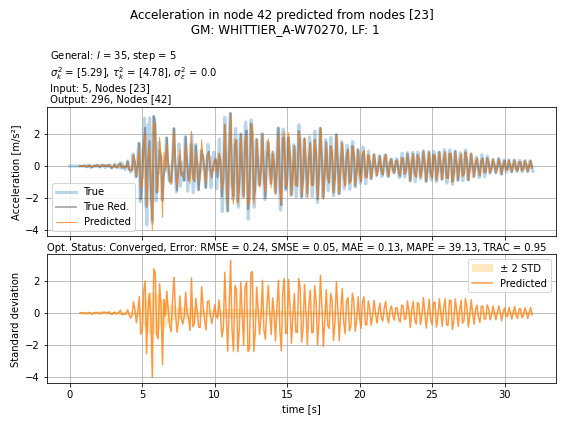 Acceleration in node 42 predicted from nodes [23]
GM: WHITTIER_A-W70270, LF: 1
General: l = 35, step = 5
σ²ₖ = [5.29], τ²ₖ = [4.78], σ²ε = 0.0
Input: 5, Nodes [23]
Output: 296, Nodes [42]
Acceleration [m/s²]
2
0
−2
−4
True
True Red.
Predicted
Opt. Status: Converged, Error: RMSE = 0.24, SMSE = 0.05, MAE = 0.13, MAPE = 39.13, TRAC = 0.95
Standard deviation
2
0
−2
−4
± 2 STD
Predicted
0 5 10 15 20 25 30
time [s]